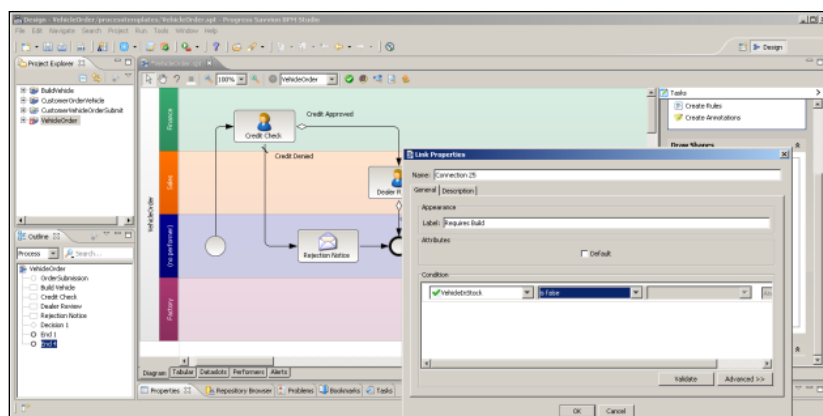 Design - VehicleOrder/processtemplates/VehicleOrder.spt - Progress Savvion BPM Studio
File Edit Navigate Search Project Run Tools Window Help
Design
Project Explorer
BuildVehicle
CustomerOrderVehicle
CustomerVehicleOrderSubmit
VehicleOrder
100%
VehicleOrder
Tasks
Create Rules
Create Annotations
Draw Shapes
VehicleOrder
Finance
Sales
(no performer)
Factory
Credit Check
Credit Approved
Credit Denied
Dealer R
Rejection Notice
Link Properties
Name: Connection 25
General Description
Appearance
Label: Requires Build
Attributes
Default
Condition
VehicleInStock
is False
Validate
Advanced >>
OK
Cancel
Outline
Process
Search...
VehicleOrder
OrderSubmission
Build Vehicle
Credit Check
Dealer Review
Rejection Notice
Decision 1
End 1
End 4
Diagram Tabular Dataslots Performers Alerts
Properties Repository Browser Problems Bookmarks Tasks